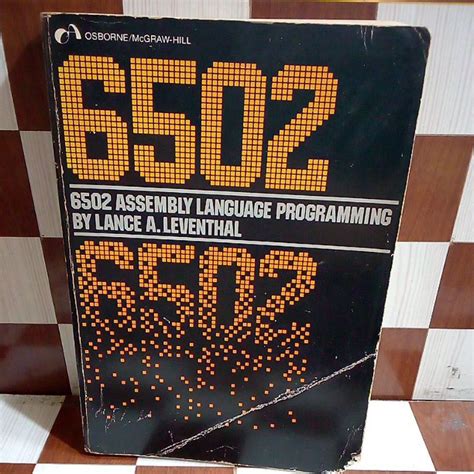 OSBORNE/McGRAW-HILL
6502
6502 ASSEMBLY LANGUAGE PROGRAMMING
BY LANCE A. LEVENTHAL
6502